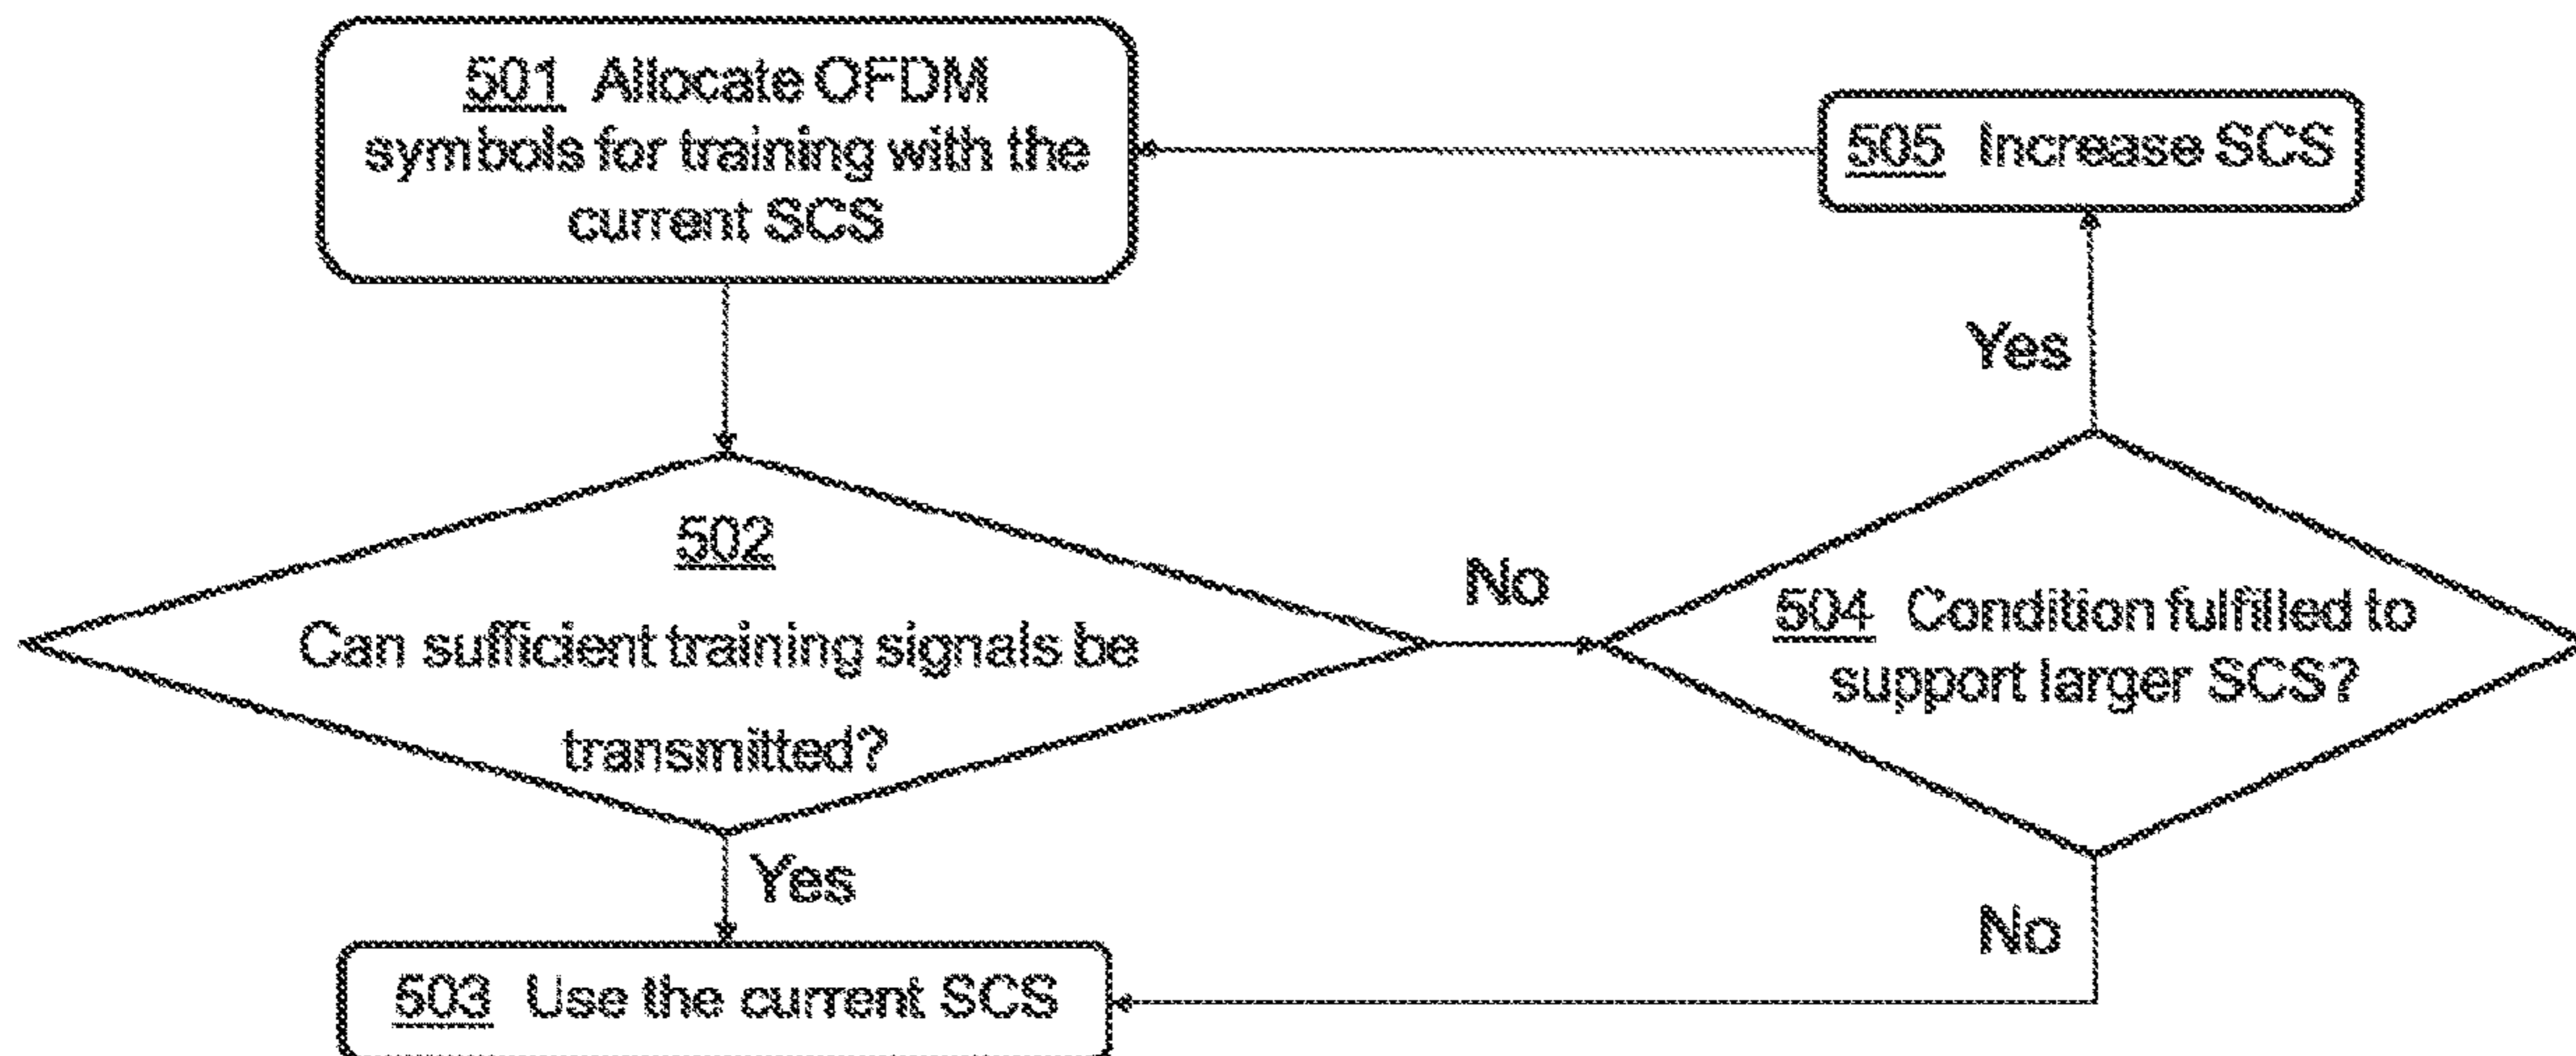 501 Allocate OFDM
symbols for training with the
current SCS
505 Increase SCS
Yes
502
Can sufficient training signals be
transmitted?
No
504 Condition fulfilled to
support larger SCS?
Yes
No
503 Use the current SCS